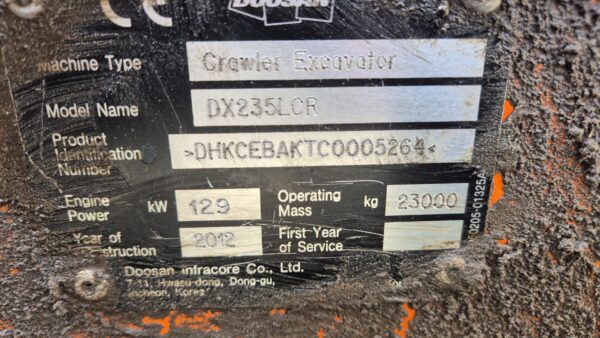 DOOSAN
Machine Type Crawler Excavator
Model Name DX235LCR
Product
Identification >DHKCEBAKTC0005264<
Number
Engine Power kW 129 Operating Mass kg 23000
Year of 2012 First Year of Service
Doosan Infracore Co., Ltd.
7-11, Hwasu-dong, Dong-gu,
Incheon, Korea
0205-01325A